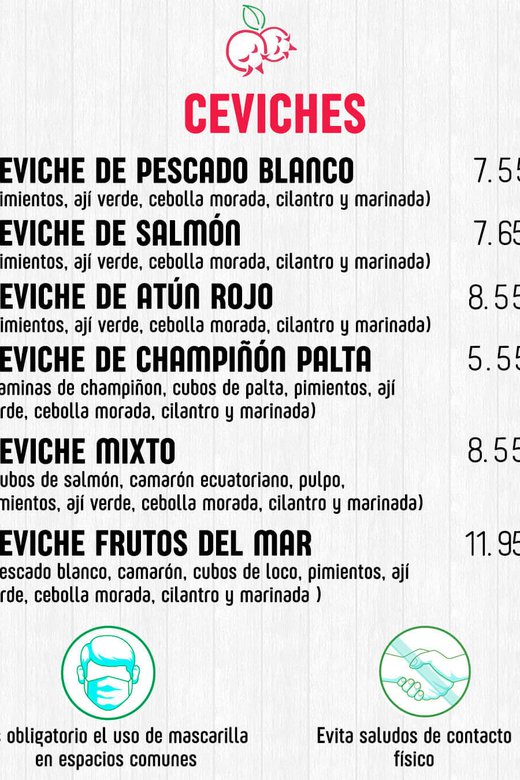 CEVICHES
EVICHE DE PESCADO BLANCO 7.55
imientos, ají verde, cebolla morada, cilantro y marinada)
EVICHE DE SALMÓN 7.65
imientos, ají verde, cebolla morada, cilantro y marinada)
EVICHE DE ATÚN ROJO 8.55
imientos, ají verde, cebolla morada, cilantro y marinada)
EVICHE DE CHAMPIÑÓN PALTA 5.55
aminas de champiñon, cubos de palta, pimientos, ají
rde, cebolla morada, cilantro y marinada)
EVICHE MIXTO 8.55
ubos de salmón, camarón ecuatoriano, pulpo,
mientos, ají verde, cebolla morada, cilantro y marinada)
EVICHE FRUTOS DEL MAR 11.95
escado blanco, camarón, cubos de loco, pimientos, ají
rde, cebolla morada, cilantro y marinada )
s obligatorio el uso de mascarilla
en espacios comunes
Evita saludos de contacto
físico